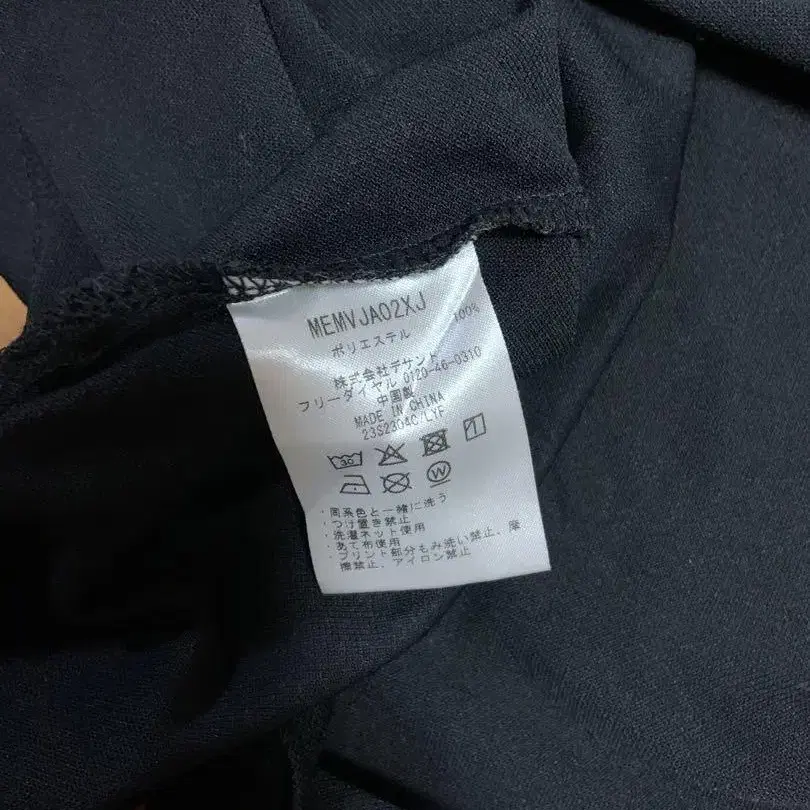 MEMVJA02XJ
ポリエステル 100%
株式会社デサント
フリーダイヤル 0120-46-0310
中国製
MADE IN CHINA
23S2304C/LYF
30
W
・同系色と一緒に洗う
・つけ置き禁止
・洗濯ネット使用
・あて布使用
・プリント部分もみ洗い禁止、摩
擦禁止、アイロン禁止